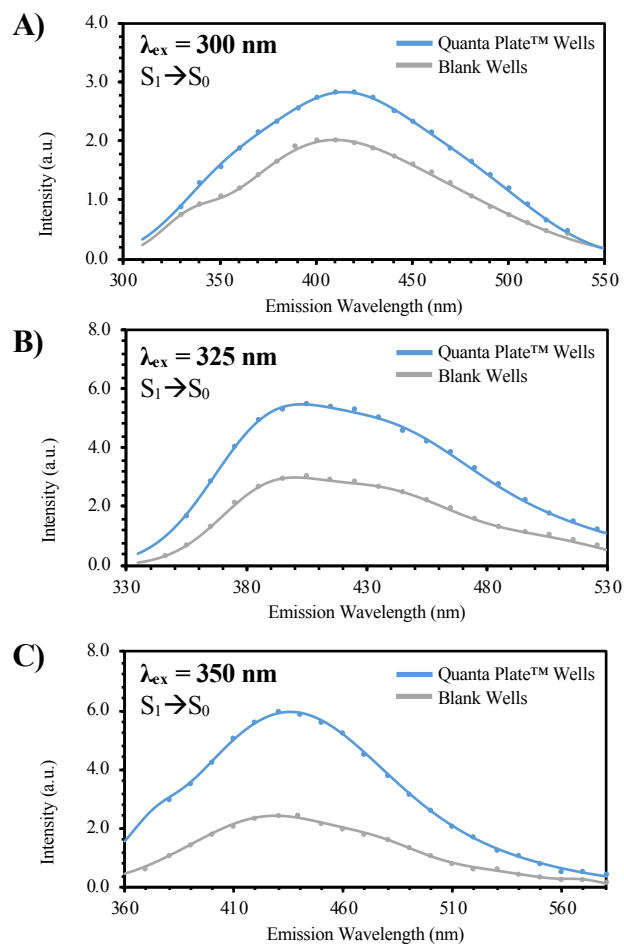 A)
λex = 300 nm
S1→S0
Quanta Plate™ Wells
Blank Wells
Intensity (a.u.)
4.0
3.0
2.0
1.0
0.0
300 350 400 450 500 550
Emission Wavelength (nm)
B)
λex = 325 nm
S1→S0
Quanta Plate™ Wells
Blank Wells
Intensity (a.u.)
8.0
6.0
4.0
2.0
0.0
330 380 430 480 530
Emission Wavelength (nm)
C)
λex = 350 nm
S1→S0
Quanta Plate™ Wells
Blank Wells
Intensity (a.u.)
8.0
6.0
4.0
2.0
0.0
360 410 460 510 560
Emission Wavelength (nm)